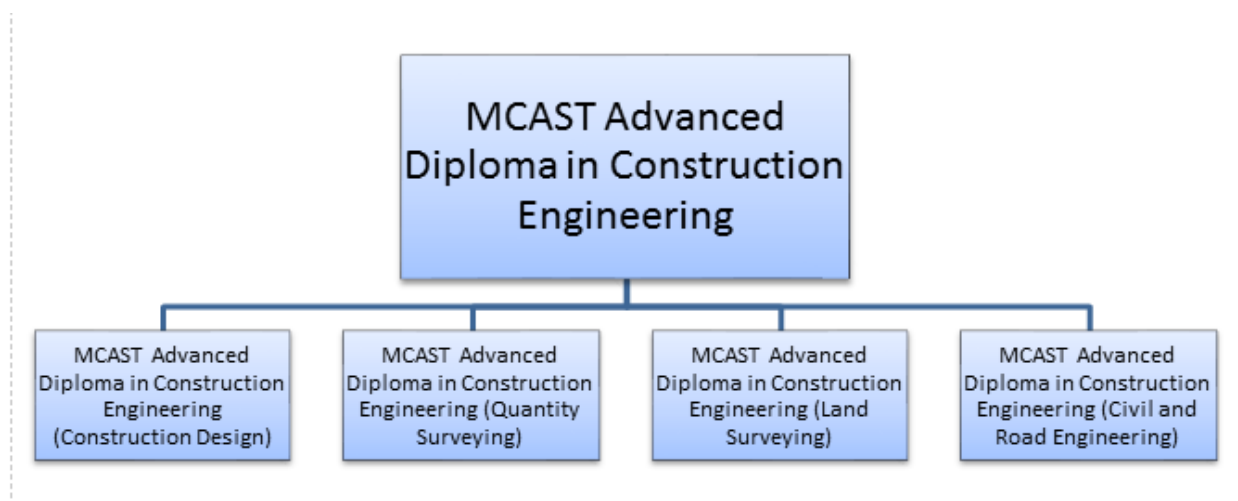 MCAST Advanced
Diploma in Construction
Engineering
MCAST Advanced
Diploma in Construction
Engineering
(Construction Design)
MCAST Advanced
Diploma in Construction
Engineering (Quantity
Surveying)
MCAST Advanced
Diploma in Construction
Engineering (Land
Surveying)
MCAST Advanced
Diploma in Construction
Engineering (Civil and
Road Engineering)